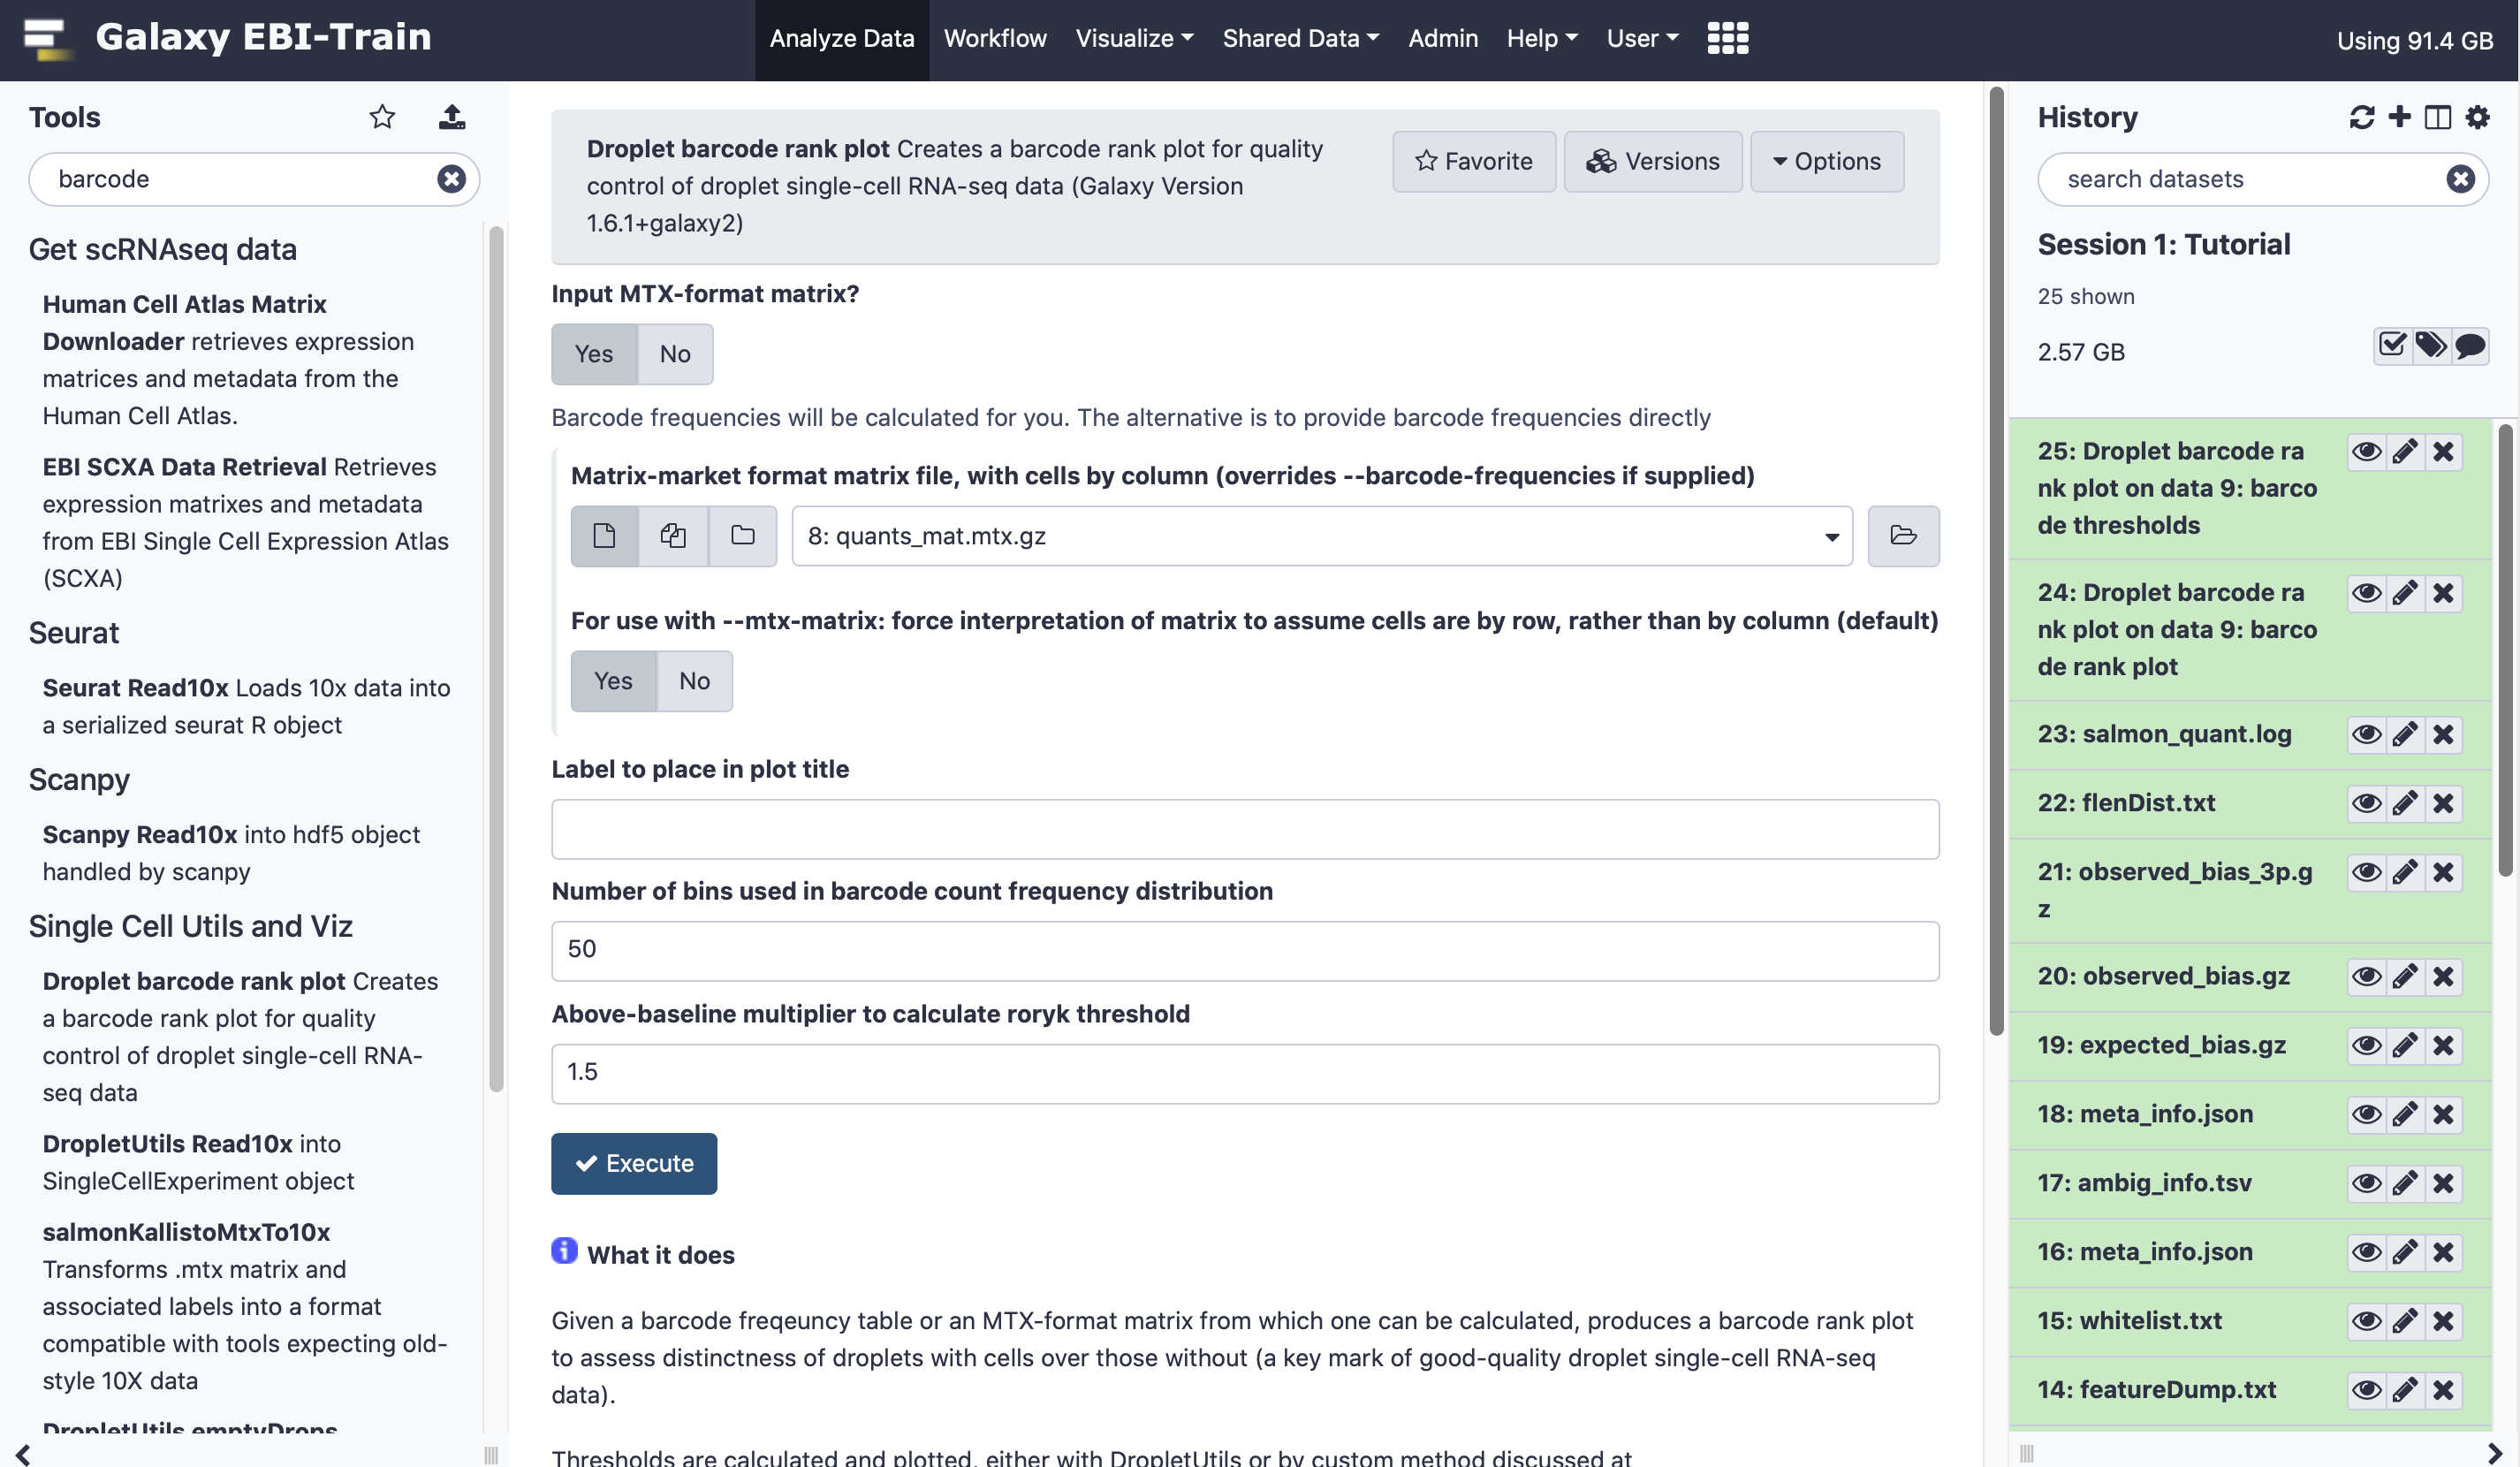 Galaxy EBI-Train
Analyze Data Workflow Visualize Shared Data Admin Help User
Using 91.4 GB
Tools
barcode
Get scRNAseq data
Human Cell Atlas Matrix
Downloader retrieves expression
matrices and metadata from the
Human Cell Atlas.
EBI SCXA Data Retrieval Retrieves
expression matrixes and metadata
from EBI Single Cell Expression Atlas
(SCXA)
Seurat
Seurat Read10x Loads 10x data into
a serialized seurat R object
Scanpy
Scanpy Read10x into hdf5 object
handled by scanpy
Single Cell Utils and Viz
Droplet barcode rank plot Creates
a barcode rank plot for quality
control of droplet single-cell RNA-
seq data
DropletUtils Read10x into
SingleCellExperiment object
salmonKallistoMtxTo10x
Transforms .mtx matrix and
associated labels into a format
compatible with tools expecting old-
style 10X data
DropletUtils emptyDrops
Droplet barcode rank plot Creates a barcode rank plot for quality
control of droplet single-cell RNA-seq data (Galaxy Version
1.6.1+galaxy2)
Favorite Versions Options
Input MTX-format matrix?
Yes No
Barcode frequencies will be calculated for you. The alternative is to provide barcode frequencies directly
Matrix-market format matrix file, with cells by column (overrides --barcode-frequencies if supplied)
8: quants_mat.mtx.gz
For use with --mtx-matrix: force interpretation of matrix to assume cells are by row, rather than by column (default)
Yes No
Label to place in plot title
Number of bins used in barcode count frequency distribution
50
Above-baseline multiplier to calculate roryk threshold
1.5
Execute
What it does
Given a barcode freqeuncy table or an MTX-format matrix from which one can be calculated, produces a barcode rank plot
to assess distinctness of droplets with cells over those without (a key mark of good-quality droplet single-cell RNA-seq
data).
Thresholds are calculated and plotted, either with DropletUtils or by custom method discussed at
History
search datasets
Session 1: Tutorial
25 shown
2.57 GB
25: Droplet barcode ra
nk plot on data 9: barco
de thresholds
24: Droplet barcode ra
nk plot on data 9: barco
de rank plot
23: salmon_quant.log
22: flenDist.txt
21: observed_bias_3p.g
z
20: observed_bias.gz
19: expected_bias.gz
18: meta_info.json
17: ambig_info.tsv
16: meta_info.json
15: whitelist.txt
14: featureDump.txt